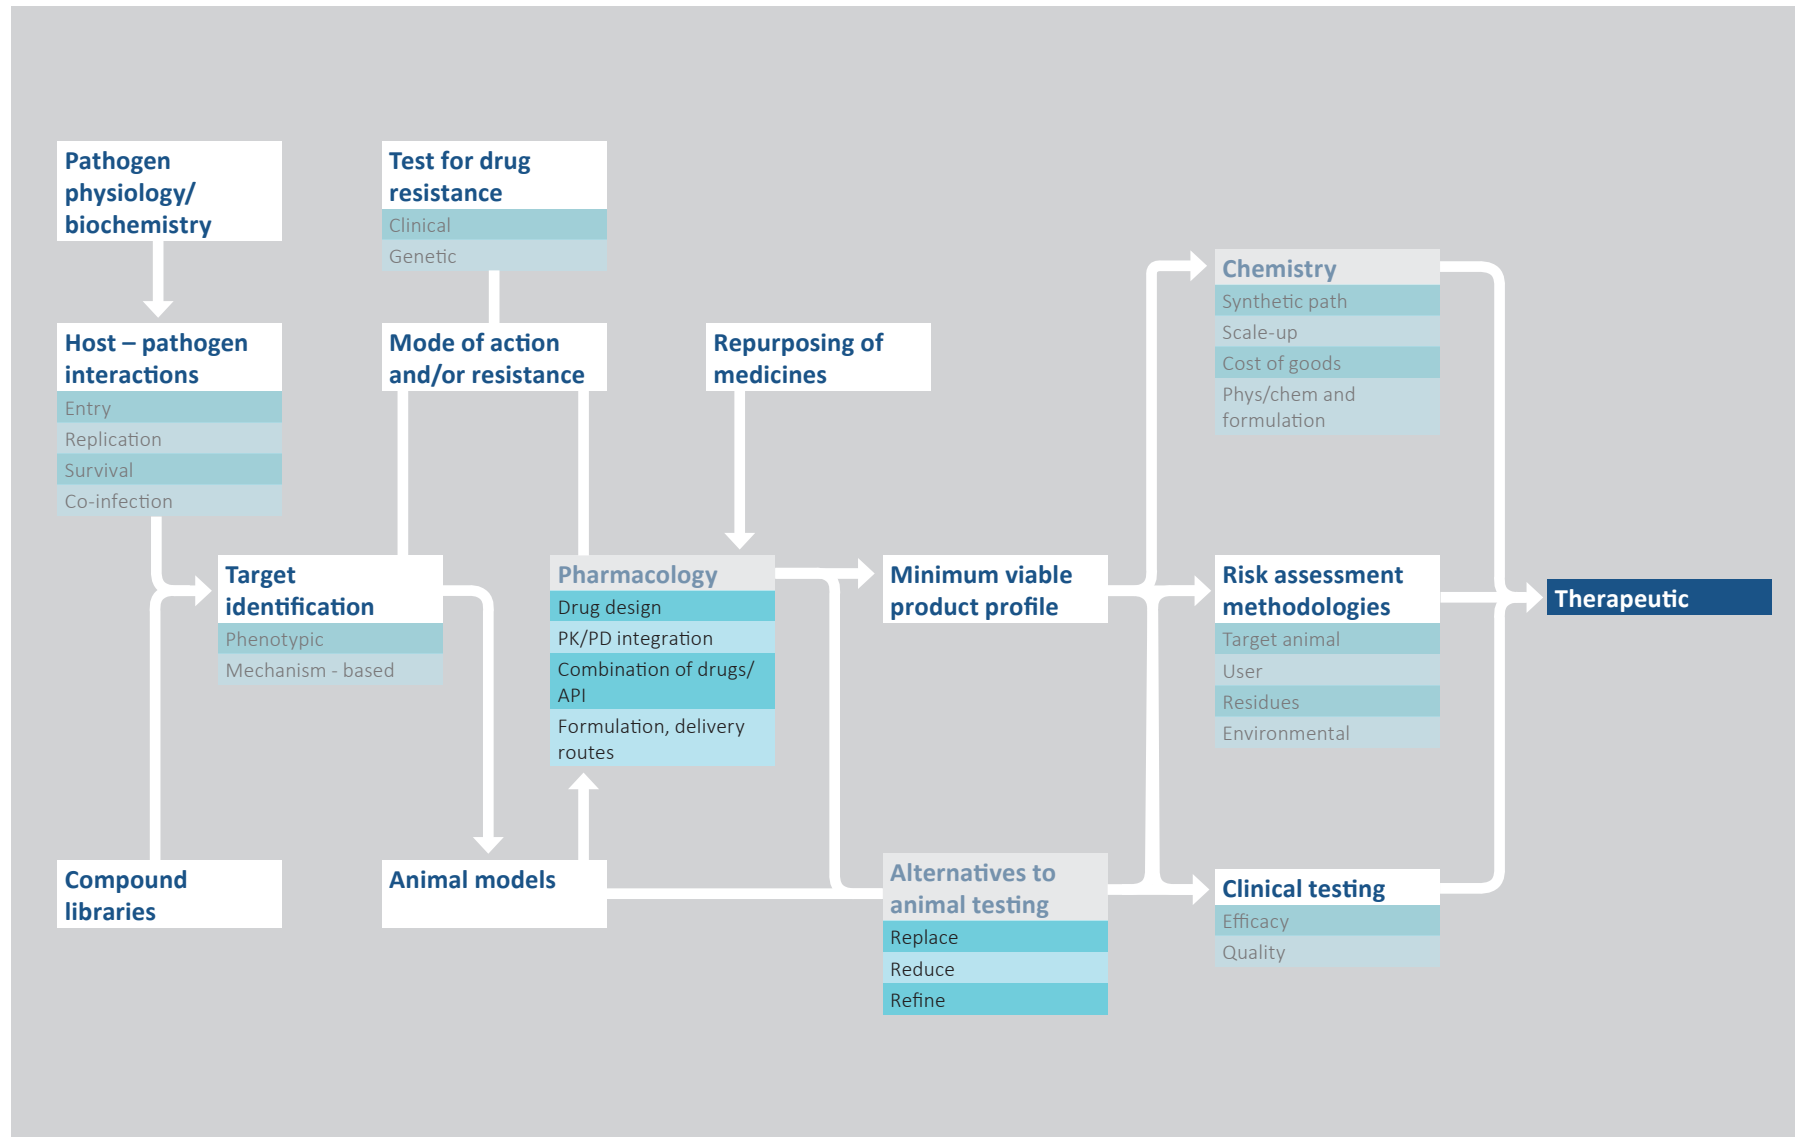 Pathogen
physiology/
biochemistry
Test for drug
resistance
Clinical
Genetic
Host – pathogen
interactions
Entry
Replication
Survival
Co-infection
Mode of action
and/or resistance
Repurposing of
medicines
Chemistry
Synthetic path
Scale-up
Cost of goods
Phys/chem and
formulation
Target
identification
Phenotypic
Mechanism - based
Pharmacology
Drug design
PK/PD integration
Combination of drugs/
API
Formulation, delivery
routes
Minimum viable
product profile
Risk assessment
methodologies
Target animal
User
Residues
Environmental
Therapeutic
Compound
libraries
Animal models
Alternatives to
animal testing
Replace
Reduce
Refine
Clinical testing
Efficacy
Quality